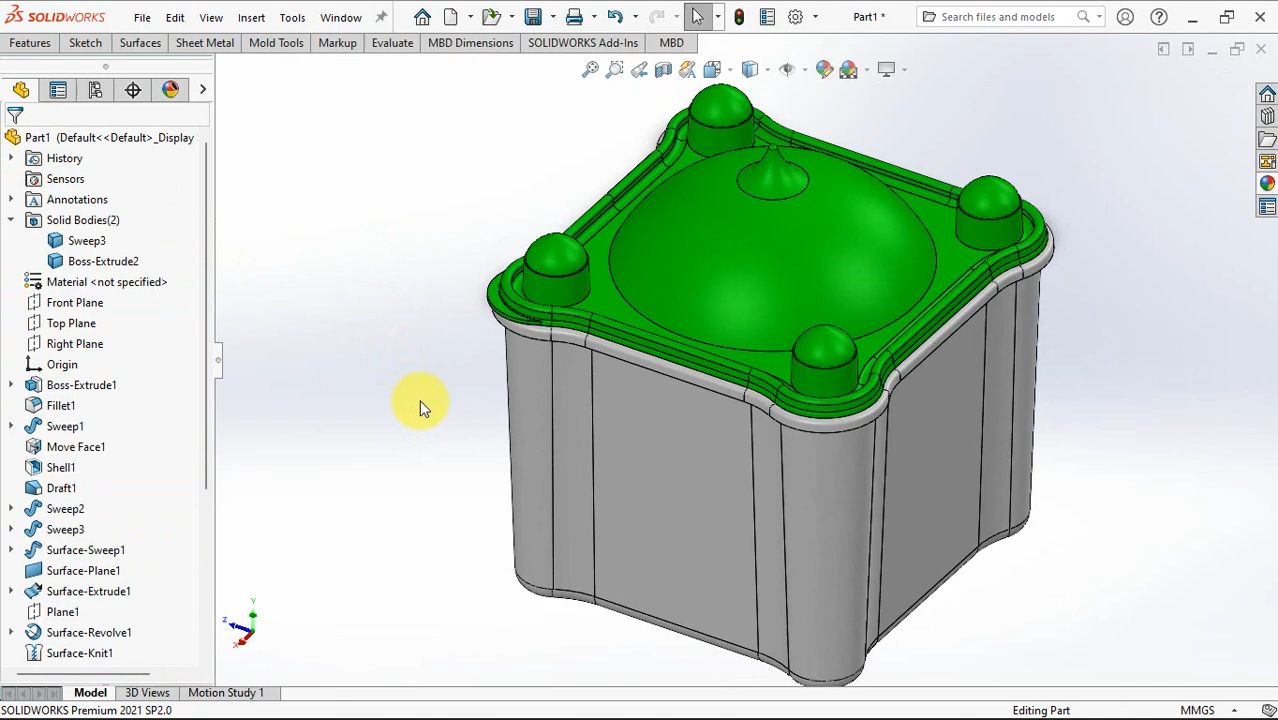 SOLIDWORKS File Edit View Insert Tools Window Part1 * Search files and models
Features Sketch Surfaces Sheet Metal Mold Tools Markup Evaluate MBD Dimensions SOLIDWORKS Add-Ins MBD
Part1 (Default<<Default>_Display
History
Sensors
Annotations
Solid Bodies(2)
Sweep3
Boss-Extrude2
Material <not specified>
Front Plane
Top Plane
Right Plane
Origin
Boss-Extrude1
Fillet1
Sweep1
Move Face1
Shell1
Draft1
Sweep2
Sweep3
Surface-Sweep1
Surface-Plane1
Surface-Extrude1
Plane1
Surface-Revolve1
Surface-Knit1
Y
Z
X
Model 3D Views Motion Study 1
SOLIDWORKS Premium 2021 SP2.0 Editing Part MMGS